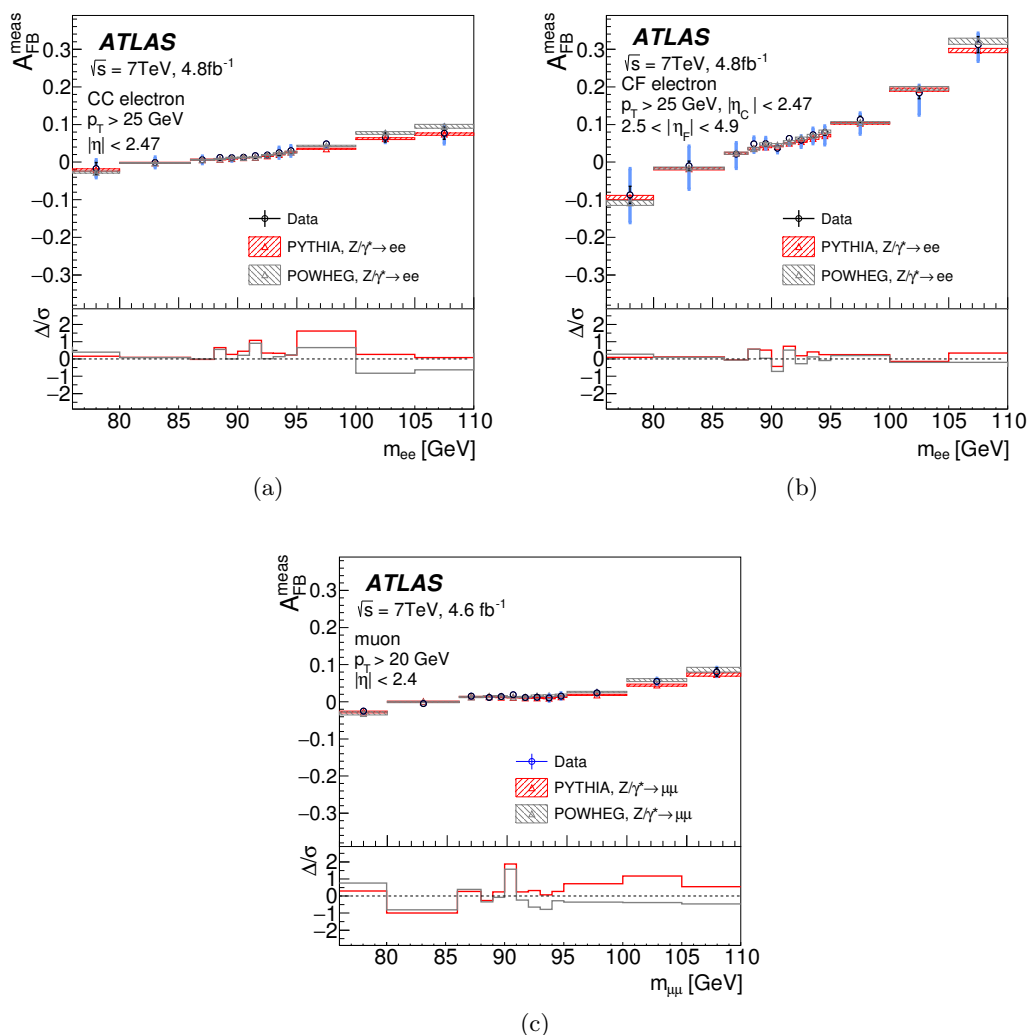 A_FB^meas
ATLAS
√s = 7TeV, 4.8fb⁻¹
CC electron
p_T > 25 GeV
|η| < 2.47
0.3
0.2
0.1
0
−0.1
−0.2
−0.3
Data
PYTHIA, Z/γ*→ee
POWHEG, Z/γ*→ee
Δ/σ
2
1
0
−1
−2
80 85 90 95 100 105 110
m_ee [GeV]
(a)
A_FB^meas
ATLAS
√s = 7TeV, 4.8fb⁻¹
CF electron
p_T > 25 GeV, |η_C| < 2.47
2.5 < |η_F| < 4.9
0.3
0.2
0.1
0
−0.1
−0.2
−0.3
Data
PYTHIA, Z/γ*→ee
POWHEG, Z/γ*→ee
Δ/σ
2
1
0
−1
−2
80 85 90 95 100 105 110
m_ee [GeV]
(b)
A_FB^meas
ATLAS
√s = 7TeV, 4.6 fb⁻¹
muon
p_T > 20 GeV
|η| < 2.4
0.3
0.2
0.1
0
−0.1
−0.2
−0.3
Data
PYTHIA, Z/γ*→μμ
POWHEG, Z/γ*→μμ
Δ/σ
2
1
0
−1
−2
80 85 90 95 100 105 110
m_μμ [GeV]
(c)